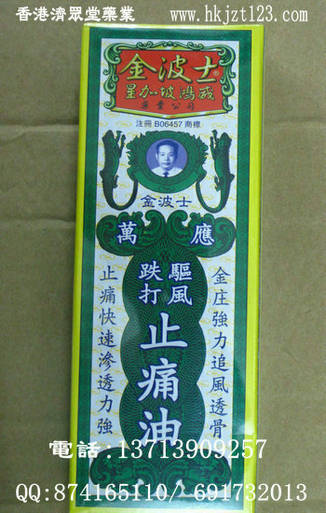 香港濟眾堂藥業
www.hkjzt123.com
金波士
星加坡鴻威
藥業公司
注冊 B06457 商標
金波士
萬應
驅風
跌打
止痛油
金庄強力追風透骨
止痛快速滲透力強
電話:13713909257
QQ:874165110/ 691732013